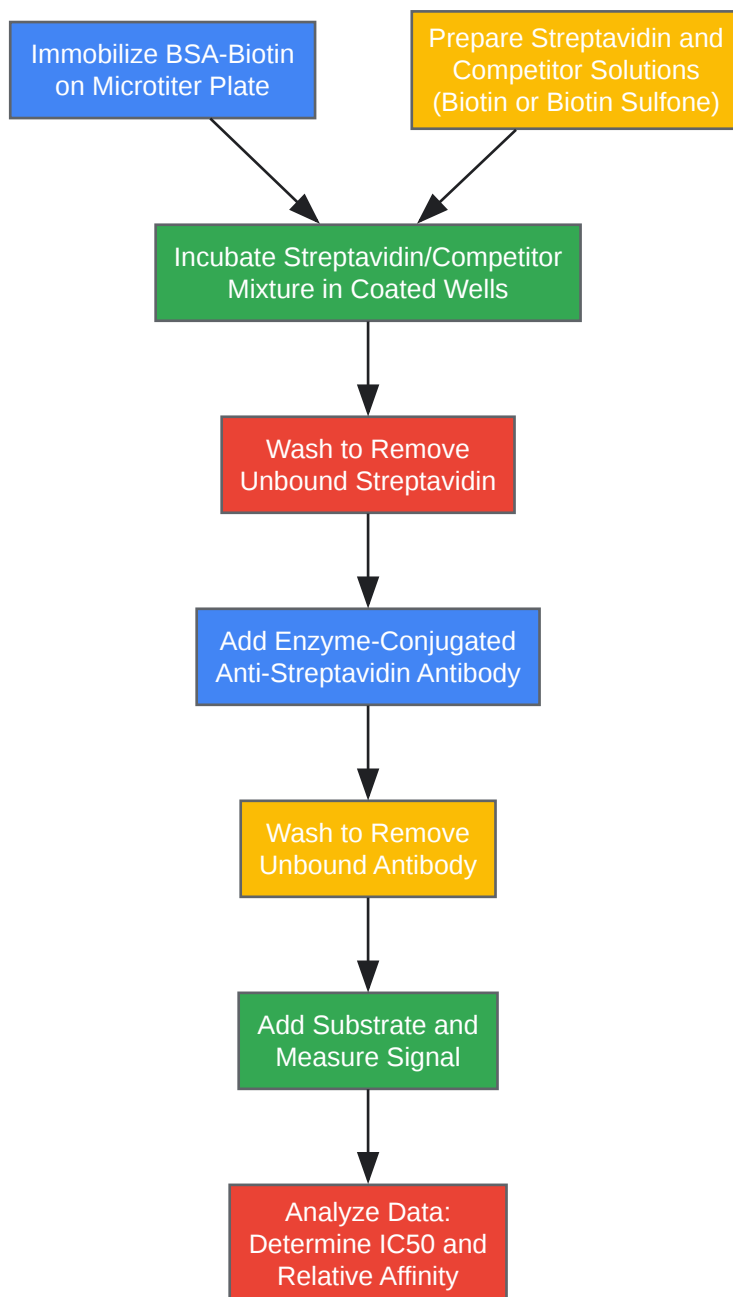 Immobilize BSA-Biotin
on Microtiter Plate
Prepare Streptavidin and
Competitor Solutions
(Biotin or Biotin Sulfone)
Incubate Streptavidin/Competitor
Mixture in Coated Wells
Wash to Remove
Unbound Streptavidin
Add Enzyme-Conjugated
Anti-Streptavidin Antibody
Wash to Remove
Unbound Antibody
Add Substrate and
Measure Signal
Analyze Data:
Determine IC50 and
Relative Affinity